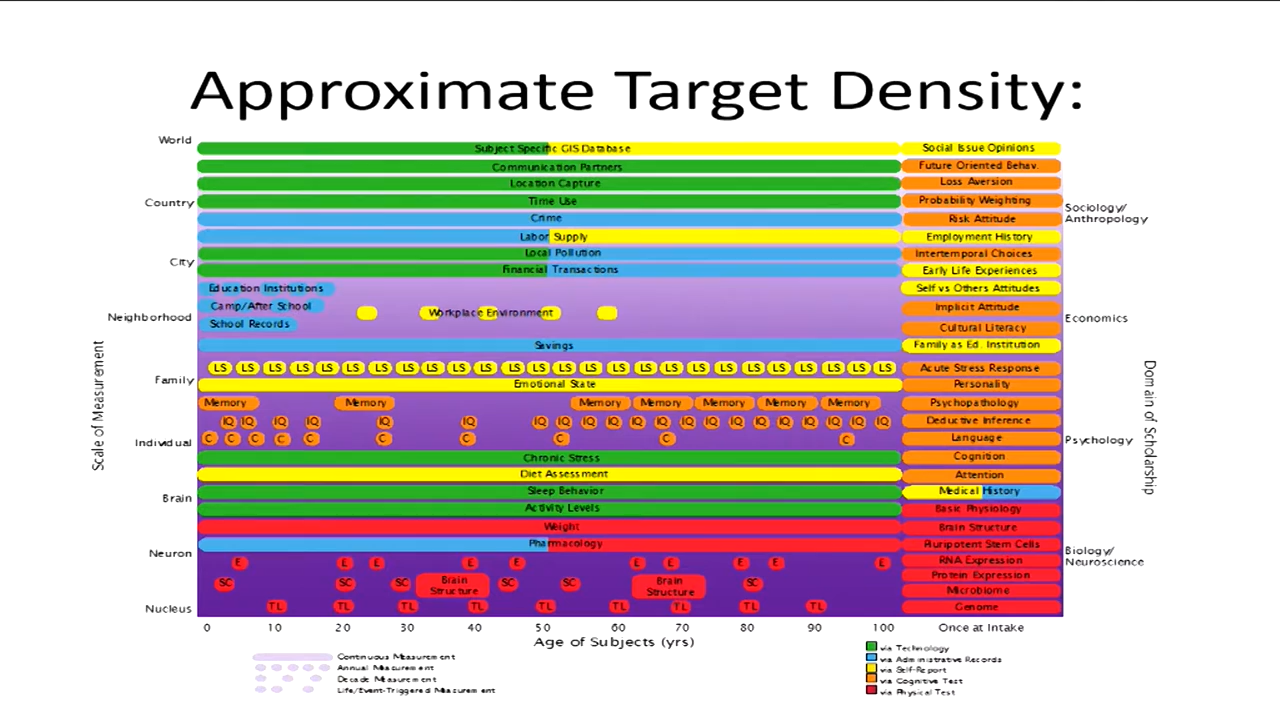 Approximate Target Density:
World
Subject Specific GIS Database
Social Issue Opinions
Communication Partners
Future Oriented Behav.
Location Capture
Loss Aversion
Country
Time Use
Probability Weighting
Sociology/
Anthropology
Crime
Risk Attitude
Labor Supply
Employment History
City
Local Pollution
Intertemporal Choices
Financial Transactions
Early Life Experiences
Education Institutions
Self vs Others Attitudes
Camp/After School
Implicit Attitude
Neighborhood
Workplace Environment
Economics
School Records
Cultural Literacy
Savings
Family as Ed. Institution
LS LS LS LS LS LS LS LS LS LS LS LS LS LS LS LS LS LS LS LS LS LS LS LS LS LS
Acute Stress Response
Family
Emotional State
Personality
Memory Memory Memory Memory Memory Memory Memory
Psychopathology
IQ IQ IQ IQ IQ IQ IQ IQ IQ IQ IQ IQ IQ IQ IQ IQ IQ IQ IQ IQ
Deductive Inference
Individual
C C C C C C C C C C
Language
Psychology
Chronic Stress
Cognition
Diet Assessment
Attention
Brain
Sleep Behavior
Medical History
Activity Levels
Basic Physiology
Weight
Brain Structure
Neuron
Pharmacology
Pluripotent Stem Cells
Biology/
Neuroscience
E E E E E E E E E E
RNA Expression
SC SC SC Brain
Structure SC SC Brain
Structure SC
Protein Expression
Microbiome
Nucleus
TL TL TL TL TL TL TL TL TL
Genome
Scale of Measurement
Domain of Scholarship
0 10 20 30 40 50 60 70 80 90 100 Once at Intake
Age of Subjects (yrs)
Continuous Measurement
Annual Measurement
Decade Measurement
Life/Event-Triggered Measurement
via Technology
via Administrative Records
via Self-Report
via Cognitive Test
via Physical Test